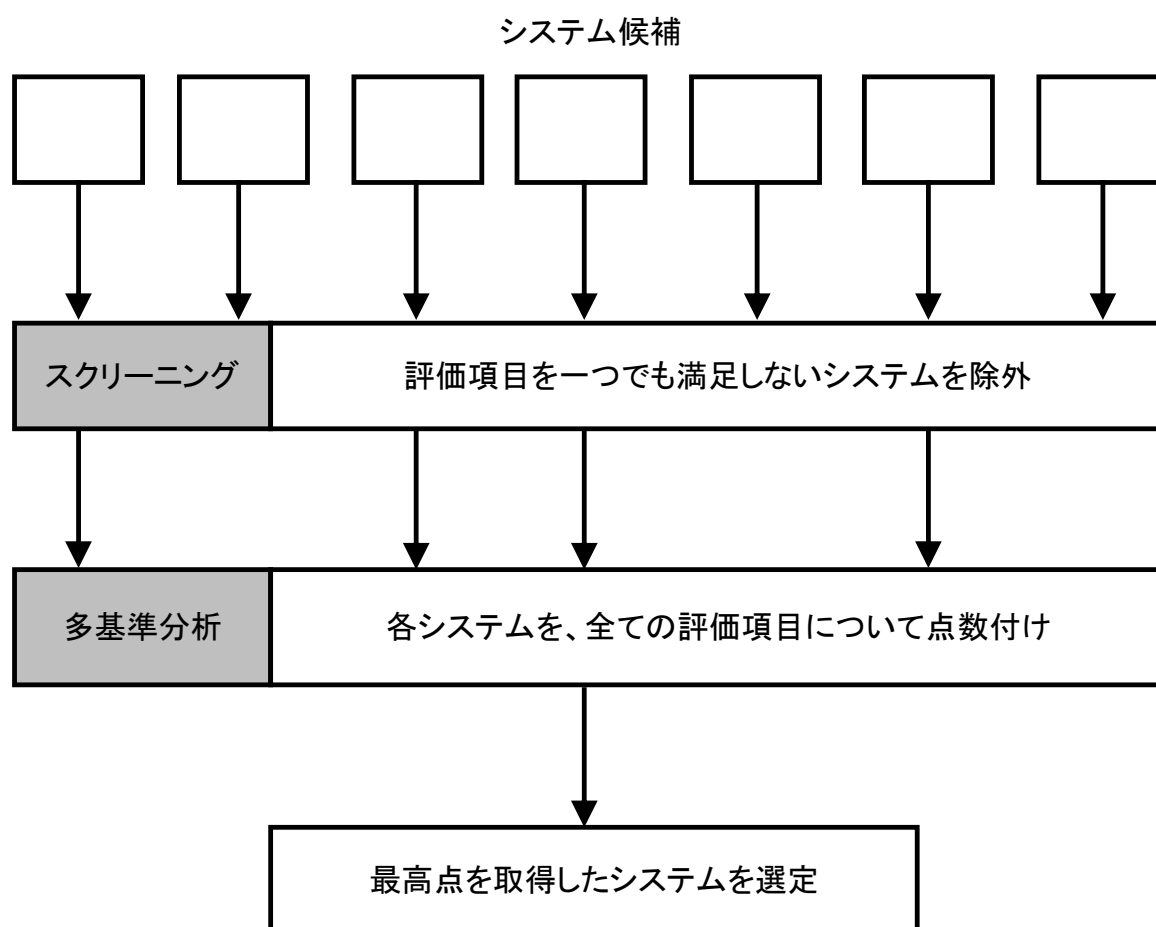 システム候補
スクリーニング
評価項目を一つでも満足しないシステムを除外
多基準分析
各システムを、全ての評価項目について点数付け
最高点を取得したシステムを選定